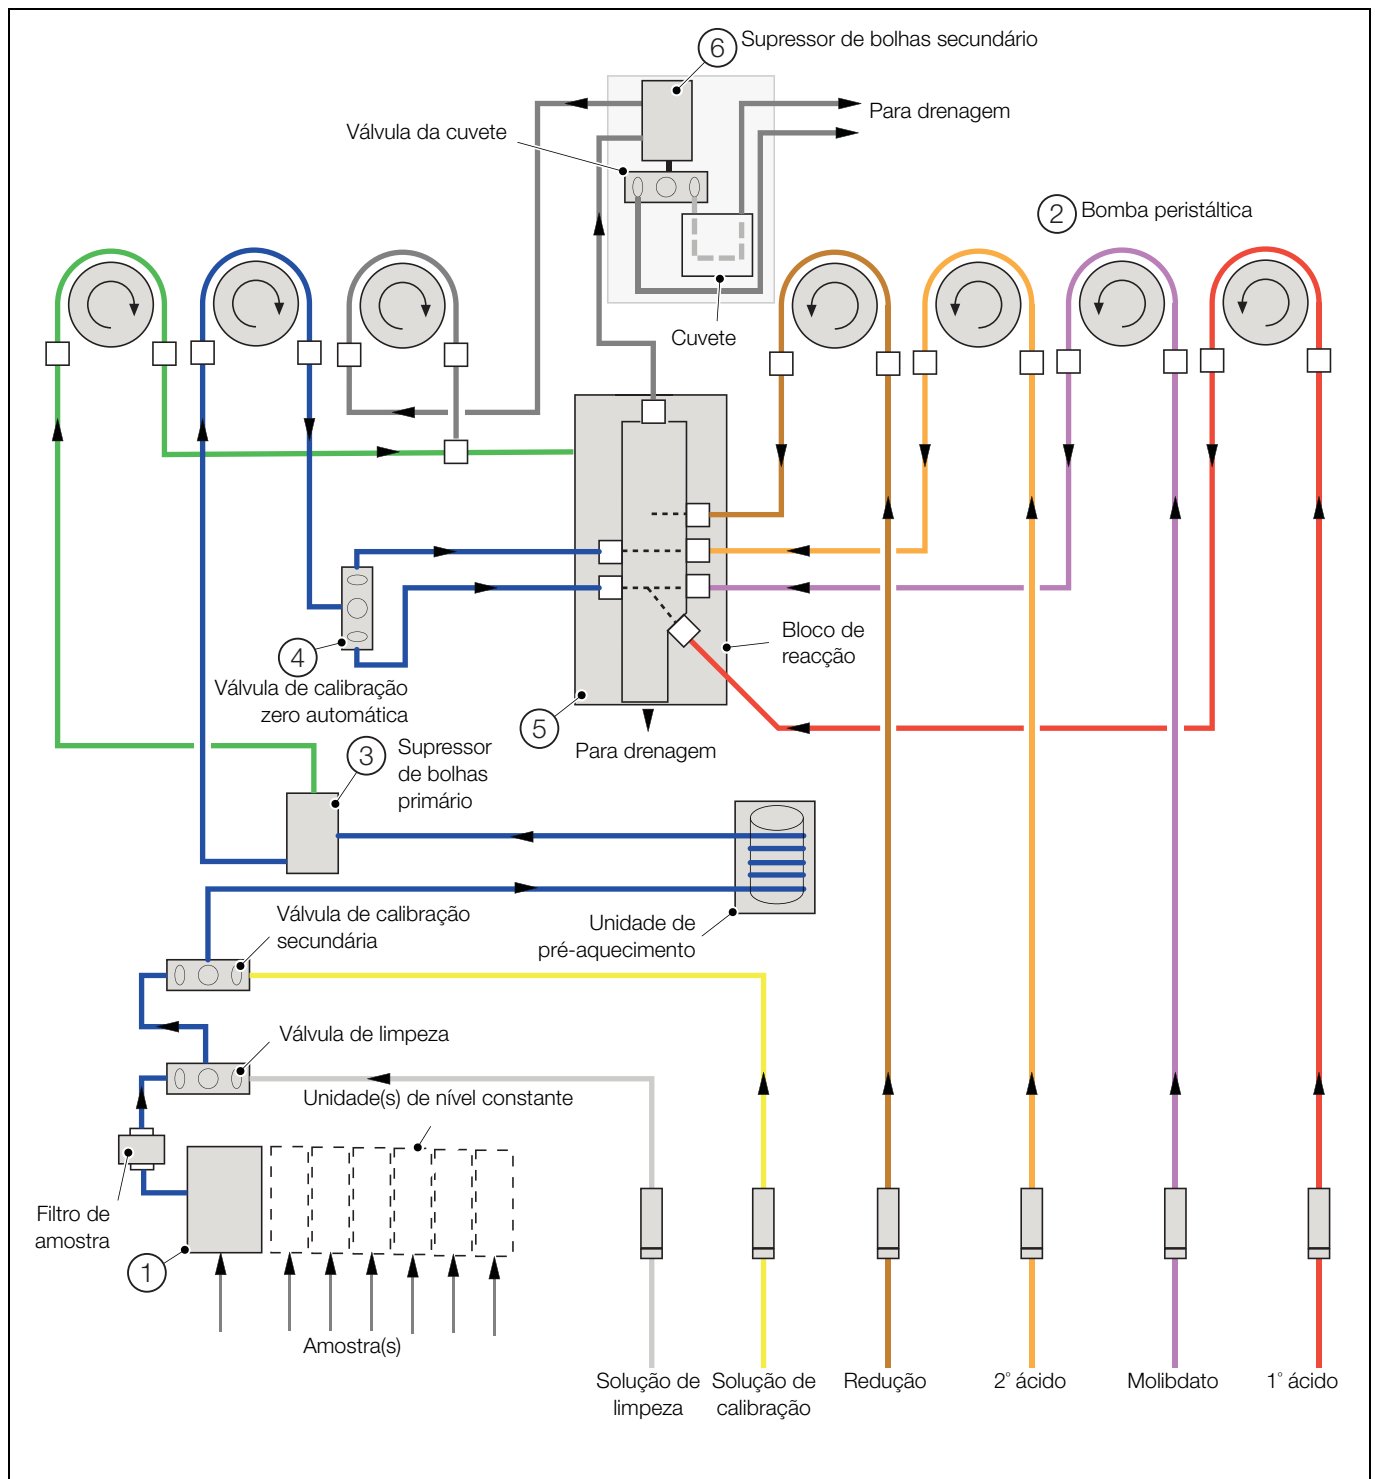 6 Supressor de bolhas secundário
Para drenagem
Válvula da cuvete
2 Bomba peristáltica
Cuvete
Bloco de
reacção
4
Válvula de calibração
zero automática
5
Para drenagem
3 Supressor
de bolhas
primário
Válvula de calibração
secundária
Unidade de
pré-aquecimento
Válvula de limpeza
Unidade(s) de nível constante
Filtro de
amostra
1
Amostra(s)
Solução de
limpeza
Solução de
calibração
Redução
2° ácido
Molibdato
1° ácido